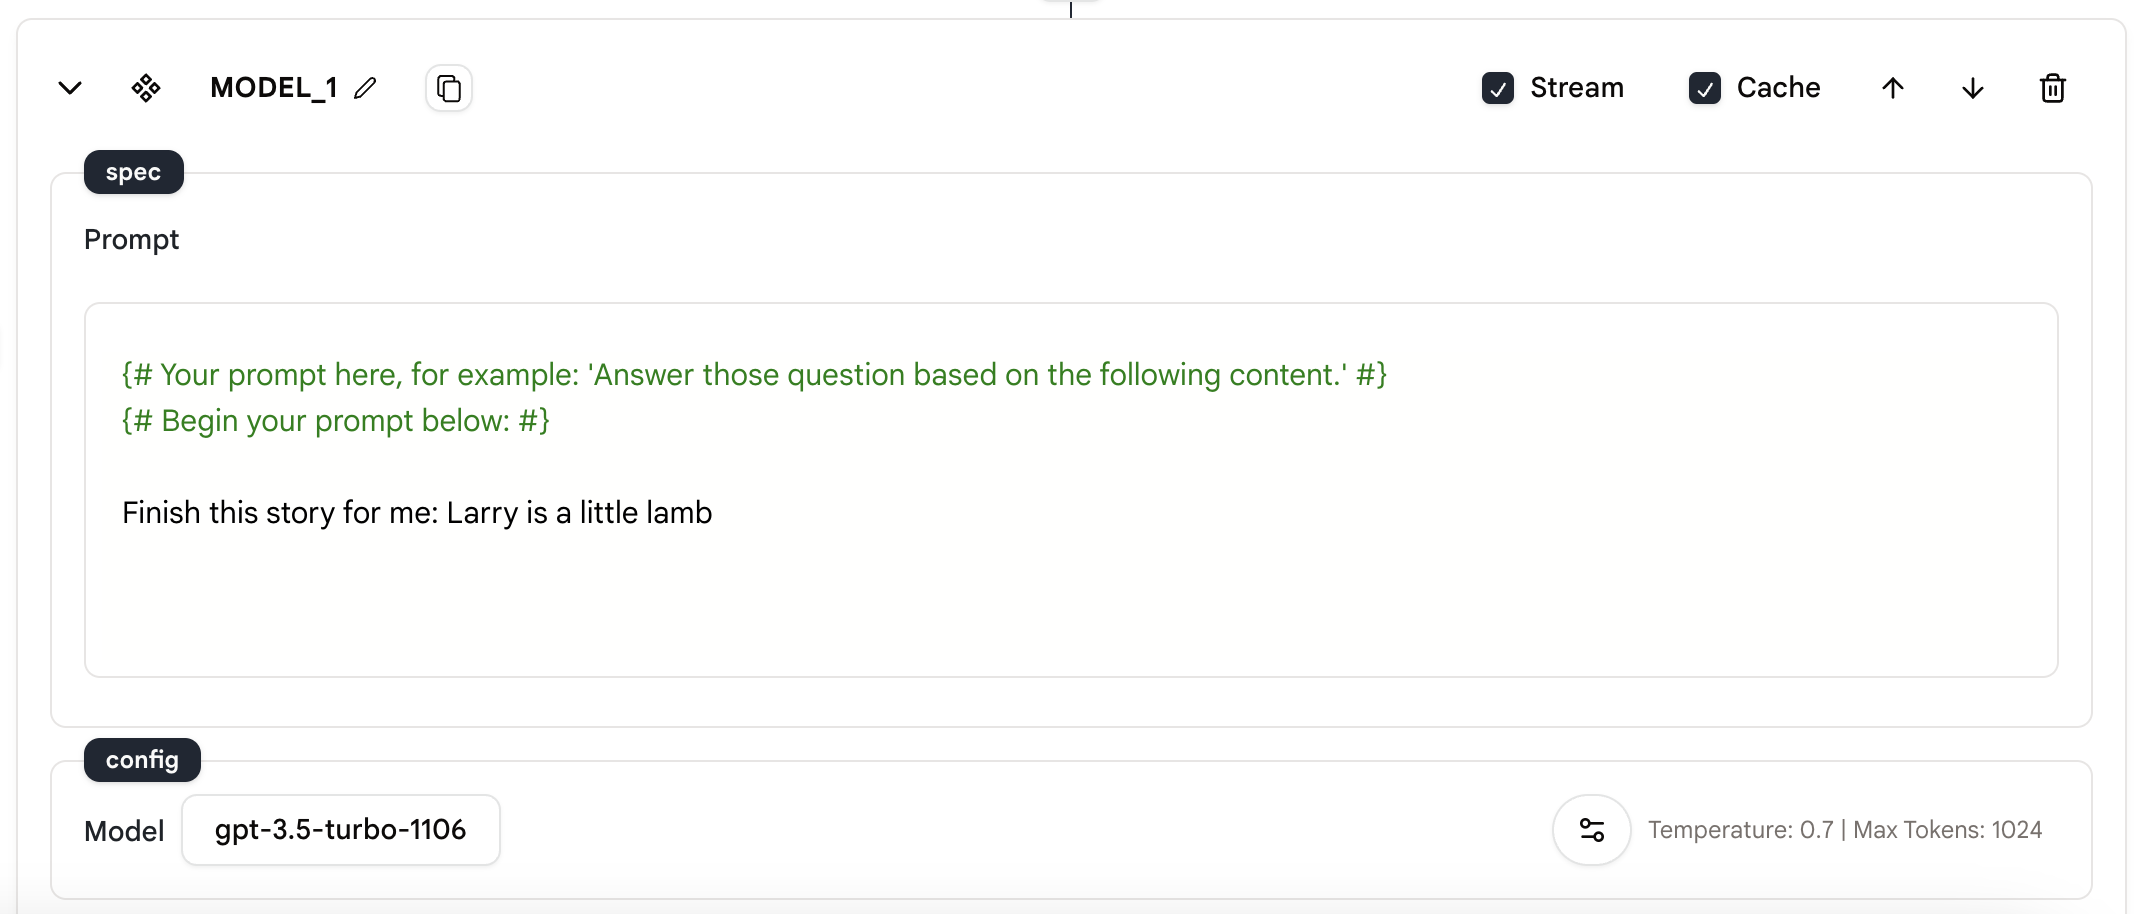 MODEL_1
Stream
Cache
spec
Prompt
{# Your prompt here, for example: 'Answer those question based on the following content.' #}
{# Begin your prompt below: #}
Finish this story for me: Larry is a little lamb
config
Model
gpt-3.5-turbo-1106
Temperature: 0.7 | Max Tokens: 1024